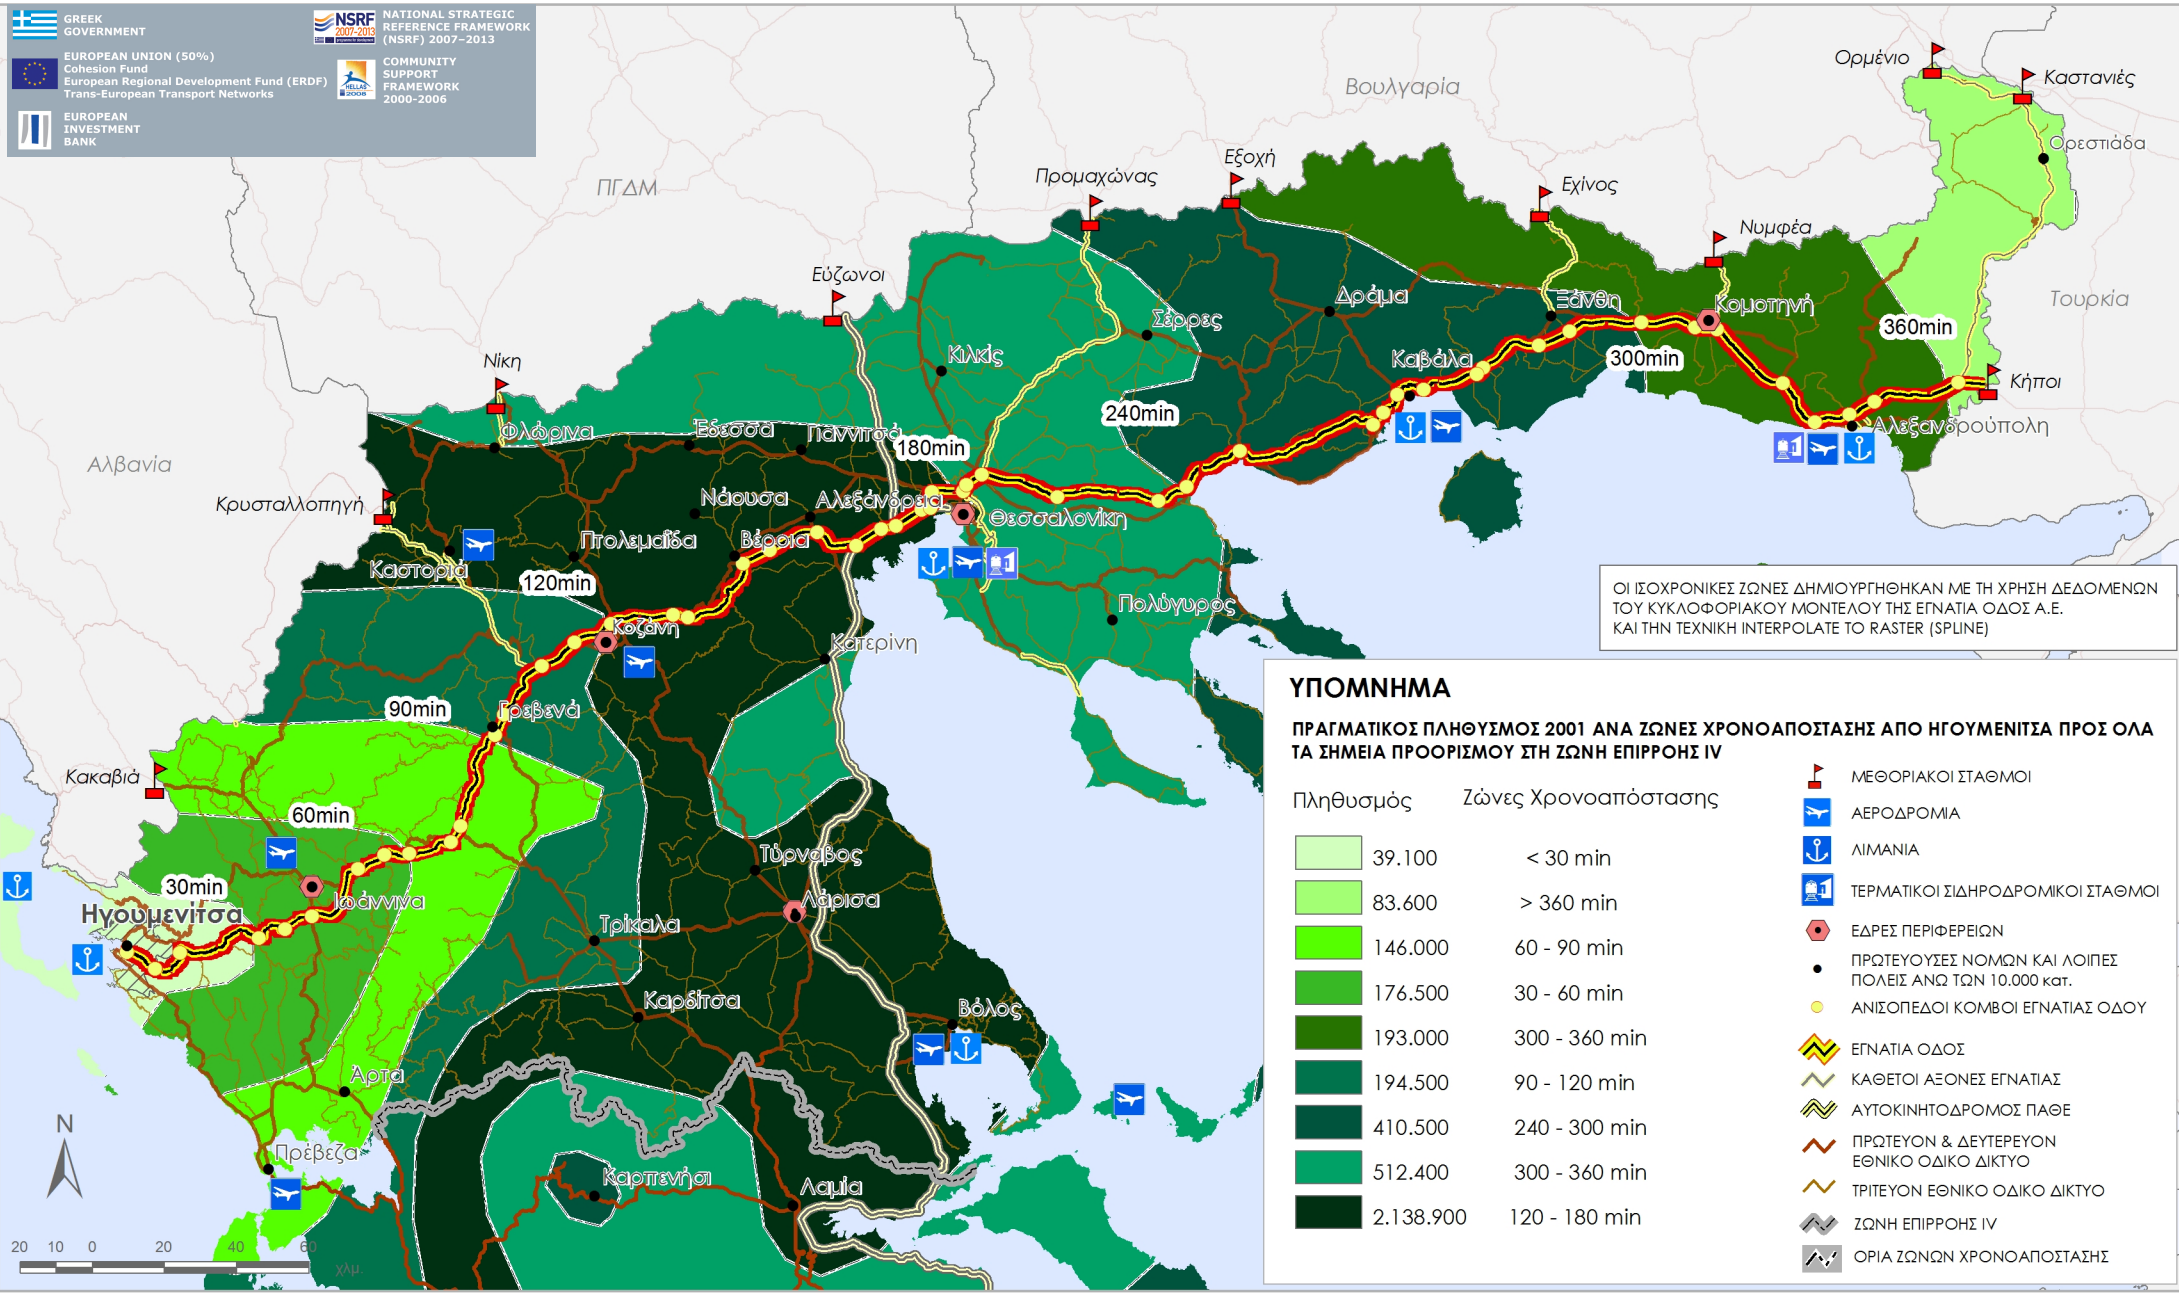 GREEK
GOVERNMENT
EUROPEAN UNION (50%)
Cohesion Fund
European Regional Development Fund (ERDF)
Trans-European Transport Networks
EUROPEAN
INVESTMENT
BANK
NSRF
2007-2013
NATIONAL STRATEGIC
REFERENCE FRAMEWORK
(NSRF) 2007–2013
HELLAS
2008
COMMUNITY
SUPPORT
FRAMEWORK
2000-2006
Ορμένιο
Καστανιές
Βουλγαρία
Ορεστιάδα
Εξοχή
Προμαχώνας
Εχίνος
ΠΓΔΜ
Νυμφέα
Εύζωνοι
Τουρκία
Δράμα
Ξάνθη
Κομοτηνή
Σέρρες
360min
Νίκη
Κιλκίς
Καβάλα
300min
Κήποι
240min
Φλώρινα
Έδεσσα
Γιαννιτσά
180min
Αλεξανδρούπολη
Αλβανία
Κρυσταλλοπηγή
Νάουσα
Αλεξάνδρεια
Θεσσαλονίκη
Πτολεμαΐδα
Βέροια
Καστοριά
120min
Πολύγυρος
Κοζάνη
Κατερίνη
90min
Γρεβενά
Κακαβιά
60min
Τύρναβος
30min
Ιωάννινα
Λάρισα
Ηγουμενίτσα
Τρίκαλα
Καρδίτσα
Βόλος
Άρτα
Πρέβεζα
Καρπενήσι
Λαμία
N
20 10 0 20 40 60
χλμ.
ΟΙ ΙΣΟΧΡΟΝΙΚΕΣ ΖΩΝΕΣ ΔΗΜΙΟΥΡΓΗΘΗΚΑΝ ΜΕ ΤΗ ΧΡΗΣΗ ΔΕΔΟΜΕΝΩΝ
ΤΟΥ ΚΥΚΛΟΦΟΡΙΑΚΟΥ ΜΟΝΤΕΛΟΥ ΤΗΣ ΕΓΝΑΤΙΑ ΟΔΟΣ Α.Ε.
ΚΑΙ ΤΗΝ ΤΕΧΝΙΚΗ INTERPOLATE TO RASTER (SPLINE)
ΥΠΟΜΝΗΜΑ
ΠΡΑΓΜΑΤΙΚΟΣ ΠΛΗΘΥΣΜΟΣ 2001 ΑΝΑ ΖΩΝΕΣ ΧΡΟΝΟΑΠΟΣΤΑΣΗΣ ΑΠΟ ΗΓΟΥΜΕΝΙΤΣΑ ΠΡΟΣ ΟΛΑ
ΤΑ ΣΗΜΕΙΑ ΠΡΟΟΡΙΣΜΟΥ ΣΤΗ ΖΩΝΗ ΕΠΙΡΡΟΗΣ IV
Πληθυσμός Ζώνες Χρονοαπόστασης
39.100 < 30 min
83.600 > 360 min
146.000 60 - 90 min
176.500 30 - 60 min
193.000 300 - 360 min
194.500 90 - 120 min
410.500 240 - 300 min
512.400 300 - 360 min
2.138.900 120 - 180 min
ΜΕΘΟΡΙΑΚΟΙ ΣΤΑΘΜΟΙ
ΑΕΡΟΔΡΟΜΙΑ
ΛΙΜΑΝΙΑ
ΤΕΡΜΑΤΙΚΟΙ ΣΙΔΗΡΟΔΡΟΜΙΚΟΙ ΣΤΑΘΜΟΙ
ΕΔΡΕΣ ΠΕΡΙΦΕΡΕΙΩΝ
ΠΡΩΤΕΥΟΥΣΕΣ ΝΟΜΩΝ ΚΑΙ ΛΟΙΠΕΣ
ΠΟΛΕΙΣ ΑΝΩ ΤΩΝ 10.000 κατ.
ΑΝΙΣΟΠΕΔΟΙ ΚΟΜΒΟΙ ΕΓΝΑΤΙΑΣ ΟΔΟΥ
ΕΓΝΑΤΙΑ ΟΔΟΣ
ΚΑΘΕΤΟΙ ΑΞΟΝΕΣ ΕΓΝΑΤΙΑΣ
ΑΥΤΟΚΙΝΗΤΟΔΡΟΜΟΣ ΠΑΘΕ
ΠΡΩΤΕΥΟΝ & ΔΕΥΤΕΡΕΥΟΝ
ΕΘΝΙΚΟ ΟΔΙΚΟ ΔΙΚΤΥΟ
ΤΡΙΤΕΥΟΝ ΕΘΝΙΚΟ ΟΔΙΚΟ ΔΙΚΤΥΟ
ΖΩΝΗ ΕΠΙΡΡΟΗΣ IV
ΟΡΙΑ ΖΩΝΩΝ ΧΡΟΝΟΑΠΟΣΤΑΣΗΣ